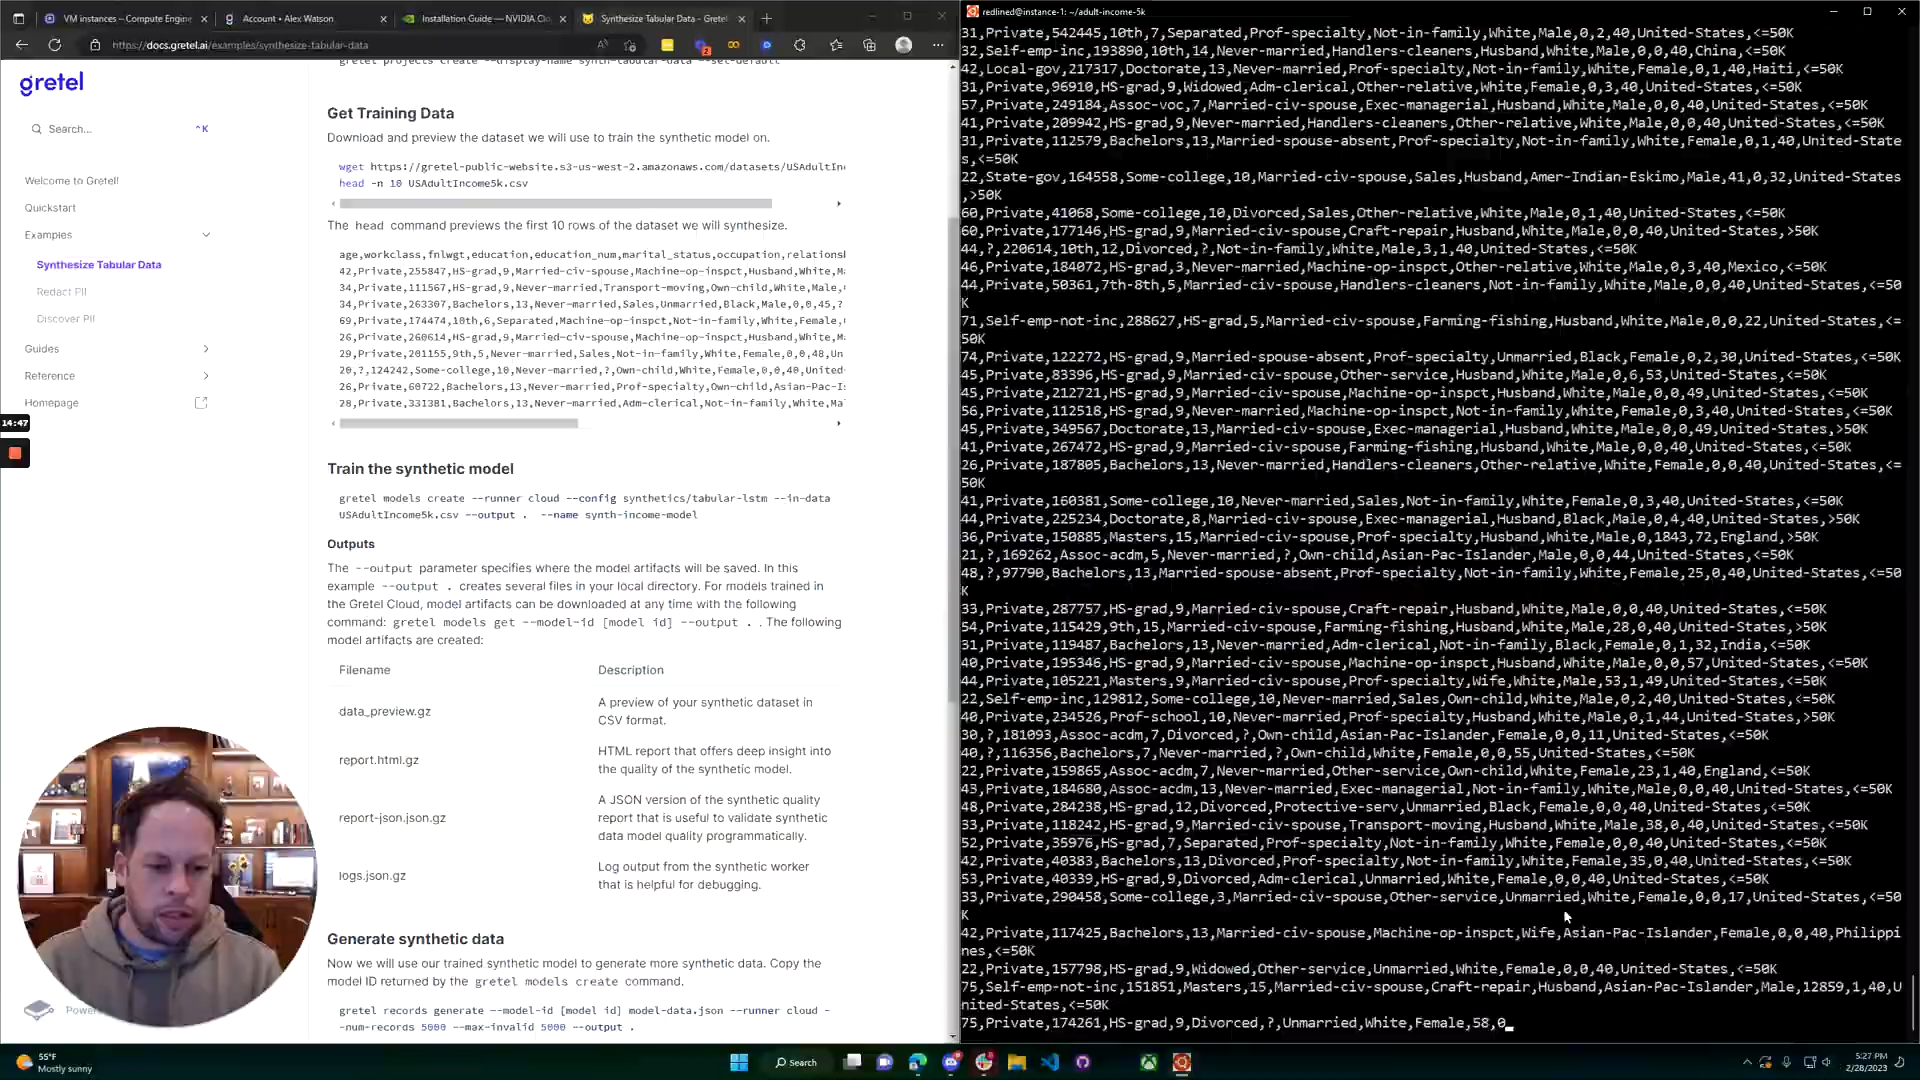 VM instances – Compute Engine
Account • Alex Watson
Installation Guide — NVIDIA Clo
Synthesize Tabular Data - Gretel
https://docs.gretel.ai/examples/synthesize-tabular-data
gretel
Search...
^K
Welcome to Gretel!
Quickstart
Examples
Synthesize Tabular Data
Redact PII
Discover PII
Guides
Reference
Homepage
14:47
Power
gretel projects create --display-name synth-tabular-data --set-default
Get Training Data
Download and preview the dataset we will use to train the synthetic model on.
wget https://gretel-public-website.s3-us-west-2.amazonaws.com/datasets/USAdultInc
head -n 10 USAdultIncome5k.csv
The head command previews the first 10 rows of the dataset we will synthesize.
age,workclass,fnlwgt,education,education_num,marital_status,occupation,relationsh
42,Private,255847,HS-grad,9,Married-civ-spouse,Machine-op-inspct,Husband,White,Ma
34,Private,111567,HS-grad,9,Never-married,Transport-moving,Own-child,White,Male,
34,Private,263307,Bachelors,13,Never-married,Sales,Unmarried,Black,Male,0,0,45,?
69,Private,174474,10th,6,Separated,Machine-op-inspct,Not-in-family,White,Female,
26,Private,260614,HS-grad,9,Married-civ-spouse,Machine-op-inspct,Husband,White,Ma
29,Private,201155,9th,5,Never-married,Sales,Not-in-family,White,Female,0,0,48,Un
20,?,124242,Some-college,10,Never-married,?,Own-child,White,Female,0,0,40,United
26,Private,60722,Bachelors,13,Never-married,Prof-specialty,Own-child,Asian-Pac-Is
28,Private,331381,Bachelors,13,Never-married,Adm-clerical,Not-in-family,White,Mal
Train the synthetic model
gretel models create --runner cloud --config synthetics/tabular-lstm --in-data
USAdultIncome5k.csv --output . --name synth-income-model
Outputs
The --output parameter specifies where the model artifacts will be saved. In this
example --output . creates several files in your local directory. For models trained in
the Gretel Cloud, model artifacts can be downloaded at any time with the following
command: gretel models get --model-id [model id] --output . . The following
model artifacts are created:
Filename
Description
data_preview.gz
A preview of your synthetic dataset in
CSV format.
report.html.gz
HTML report that offers deep insight into
the quality of the synthetic model.
report-json.json.gz
A JSON version of the synthetic quality
report that is useful to validate synthetic
data model quality programmatically.
logs.json.gz
Log output from the synthetic worker
that is helpful for debugging.
Generate synthetic data
Now we will use our trained synthetic model to generate more synthetic data. Copy the
model ID returned by the gretel models create command.
gretel records generate --model-id [model id] model-data.json --runner cloud -
-num-records 5000 --max-invalid 5000 --output .
redlined@instance-1: ~/adult-income-5k
31,Private,542445,10th,7,Separated,Prof-specialty,Not-in-family,White,Male,0,2,40,United-States,<=50K
32,Self-emp-inc,193890,10th,14,Never-married,Handlers-cleaners,Husband,White,Male,0,0,40,China,<=50K
42,Local-gov,217317,Doctorate,13,Never-married,Prof-specialty,Not-in-family,White,Female,0,1,40,Haiti,<=50K
31,Private,96910,HS-grad,9,Widowed,Adm-clerical,Other-relative,White,Female,0,3,40,United-States,<=50K
57,Private,249184,Assoc-voc,7,Married-civ-spouse,Exec-managerial,Husband,White,Male,0,0,40,United-States,<=50K
41,Private,209942,HS-grad,9,Never-married,Handlers-cleaners,Other-relative,White,Male,0,0,40,United-States,<=50K
31,Private,112579,Bachelors,13,Married-spouse-absent,Prof-specialty,Not-in-family,White,Female,0,1,40,United-State
s,<=50K
22,State-gov,164558,Some-college,10,Married-civ-spouse,Sales,Husband,Amer-Indian-Eskimo,Male,41,0,32,United-States
,>50K
60,Private,41068,Some-college,10,Divorced,Sales,Other-relative,White,Male,0,1,40,United-States,<=50K
60,Private,177146,HS-grad,9,Married-civ-spouse,Craft-repair,Husband,White,Male,0,0,40,United-States,>50K
44,?,220614,10th,12,Divorced,?,Not-in-family,White,Male,3,1,40,United-States,<=50K
46,Private,184072,HS-grad,3,Never-married,Machine-op-inspct,Other-relative,White,Male,0,3,40,Mexico,<=50K
44,Private,50361,7th-8th,5,Married-civ-spouse,Handlers-cleaners,Not-in-family,White,Male,0,0,40,United-States,<=50
K
71,Self-emp-not-inc,288627,HS-grad,5,Married-civ-spouse,Farming-fishing,Husband,White,Male,0,0,22,United-States,<=
50K
74,Private,122272,HS-grad,9,Married-spouse-absent,Prof-specialty,Unmarried,Black,Female,0,2,30,United-States,<=50K
45,Private,83396,HS-grad,9,Married-civ-spouse,Other-service,Husband,White,Male,0,6,53,United-States,<=50K
45,Private,212721,HS-grad,9,Married-civ-spouse,Machine-op-inspct,Husband,White,Male,0,0,49,United-States,<=50K
56,Private,112518,HS-grad,9,Never-married,Machine-op-inspct,Not-in-family,White,Female,0,3,40,United-States,<=50K
45,Private,349567,Doctorate,13,Married-civ-spouse,Exec-managerial,Husband,White,Male,0,0,49,United-States,>50K
41,Private,267472,HS-grad,9,Married-civ-spouse,Farming-fishing,Husband,White,Male,0,0,40,United-States,<=50K
26,Private,187805,Bachelors,13,Never-married,Handlers-cleaners,Other-relative,White,Female,0,0,40,United-States,<=
50K
41,Private,160381,Some-college,10,Never-married,Sales,Not-in-family,White,Female,0,3,40,United-States,<=50K
44,Private,225234,Doctorate,8,Married-civ-spouse,Exec-managerial,Husband,Black,Male,0,4,40,United-States,>50K
36,Private,150885,Masters,15,Married-civ-spouse,Prof-specialty,Husband,White,Male,0,1843,72,England,>50K
21,?,169262,Assoc-acdm,5,Never-married,?,Own-child,Asian-Pac-Islander,Male,0,0,44,United-States,<=50K
48,?,97790,Bachelors,13,Married-spouse-absent,Prof-specialty,Not-in-family,White,Female,25,0,40,United-States,<=50
K
33,Private,287757,HS-grad,9,Married-civ-spouse,Craft-repair,Husband,White,Male,0,0,40,United-States,<=50K
54,Private,115429,9th,15,Married-civ-spouse,Farming-fishing,Husband,White,Male,28,0,40,United-States,>50K
31,Private,119487,Bachelors,13,Never-married,Adm-clerical,Not-in-family,Black,Female,0,1,32,India,<=50K
40,Private,195346,HS-grad,9,Married-civ-spouse,Machine-op-inspct,Husband,White,Male,0,0,57,United-States,<=50K
44,Private,105221,Masters,9,Married-civ-spouse,Prof-specialty,Wife,White,Male,53,1,49,United-States,<=50K
22,Self-emp-inc,129812,Some-college,10,Never-married,Sales,Own-child,White,Male,0,2,40,United-States,<=50K
40,Private,234526,Prof-school,10,Never-married,Prof-specialty,Husband,White,Male,0,1,44,United-States,>50K
30,?,181093,Assoc-acdm,7,Divorced,?,Own-child,Asian-Pac-Islander,Female,0,0,11,United-States,<=50K
40,?,116356,Bachelors,7,Never-married,?,Own-child,White,Female,0,0,55,United-States,<=50K
22,Private,159865,Assoc-acdm,7,Never-married,Other-service,Own-child,White,Female,23,1,40,England,<=50K
43,Private,184680,Assoc-acdm,13,Never-married,Exec-managerial,Not-in-family,White,Male,0,0,40,United-States,<=50K
48,Private,284238,HS-grad,12,Divorced,Protective-serv,Unmarried,Black,Female,0,0,40,United-States,<=50K
33,Private,118242,HS-grad,9,Married-civ-spouse,Transport-moving,Husband,White,Male,38,0,40,United-States,<=50K
52,Private,35976,HS-grad,7,Separated,Prof-specialty,Not-in-family,White,Female,0,0,40,United-States,<=50K
42,Private,40383,Bachelors,13,Divorced,Prof-specialty,Not-in-family,White,Female,35,0,40,United-States,<=50K
53,Private,40339,HS-grad,9,Divorced,Adm-clerical,Unmarried,White,Female,0,0,40,United-States,<=50K
33,Private,290458,Some-college,3,Married-civ-spouse,Other-service,Unmarried,White,Female,0,0,17,United-States,<=50
K
42,Private,117425,Bachelors,13,Married-civ-spouse,Machine-op-inspct,Wife,Asian-Pac-Islander,Female,0,0,40,Philippi
nes,<=50K
22,Private,157798,HS-grad,9,Widowed,Other-service,Unmarried,White,Female,0,0,40,United-States,<=50K
75,Self-emp-not-inc,151851,Masters,15,Married-civ-spouse,Craft-repair,Husband,Asian-Pac-Islander,Male,12859,1,40,U
nited-States,<=50K
75,Private,174261,HS-grad,9,Divorced,?,Unmarried,White,Female,58,0
55°F
Mostly sunny
Search
5:27 PM
2/28/2023